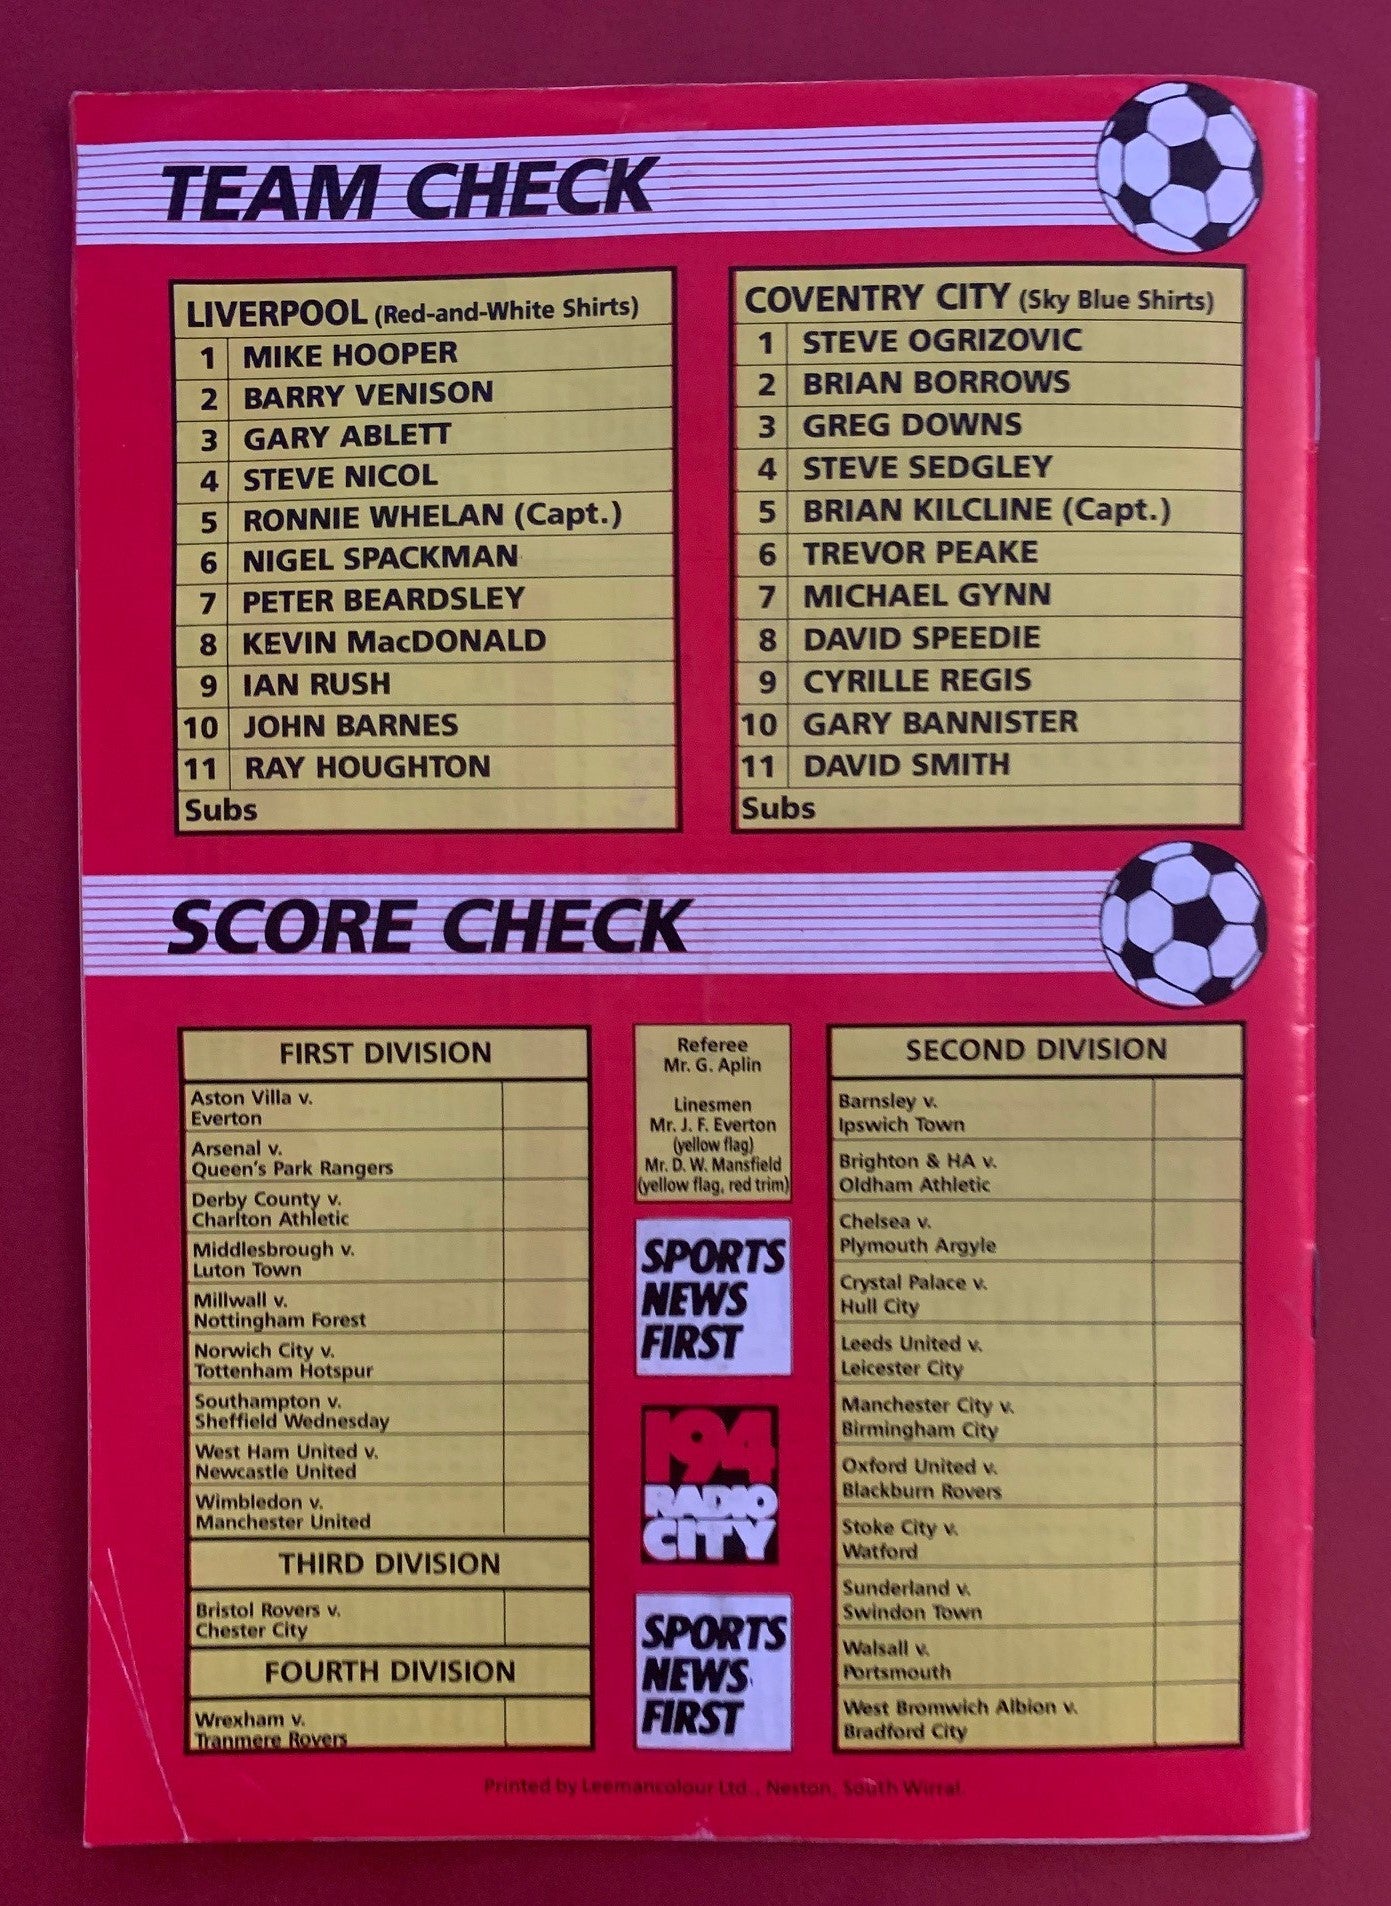 TEAM CHECK
LIVERPOOL (Red-and-White Shirts)
1 MIKE HOOPER
2 BARRY VENISON
3 GARY ABLETT
4 STEVE NICOL
5 RONNIE WHELAN (Capt.)
6 NIGEL SPACKMAN
7 PETER BEARDSLEY
8 KEVIN MacDONALD
9 IAN RUSH
10 JOHN BARNES
11 RAY HOUGHTON
Subs
COVENTRY CITY (Sky Blue Shirts)
1 STEVE OGRIZOVIC
2 BRIAN BORROWS
3 GREG DOWNS
4 STEVE SEDGLEY
5 BRIAN KILCLINE (Capt.)
6 TREVOR PEAKE
7 MICHAEL GYNN
8 DAVID SPEEDIE
9 CYRILLE REGIS
10 GARY BANNISTER
11 DAVID SMITH
Subs
SCORE CHECK
FIRST DIVISION
Aston Villa v.
Everton
Arsenal v.
Queen's Park Rangers
Derby County v.
Charlton Athletic
Middlesbrough v.
Luton Town
Millwall v.
Nottingham Forest
Norwich City v.
Tottenham Hotspur
Southampton v.
Sheffield Wednesday
West Ham United v.
Newcastle United
Wimbledon v.
Manchester United
THIRD DIVISION
Bristol Rovers v.
Chester City
FOURTH DIVISION
Wrexham v.
Tranmere Rovers
Referee
Mr. G. Aplin
Linesmen
Mr. J. F. Everton
(yellow flag)
Mr. D. W. Mansfield
(yellow flag, red trim)
SPORTS
NEWS
FIRST
194
RADIO
CITY
SPORTS
NEWS
FIRST
SECOND DIVISION
Barnsley v.
Ipswich Town
Brighton & HA v.
Oldham Athletic
Chelsea v.
Plymouth Argyle
Crystal Palace v.
Hull City
Leeds United v.
Leicester City
Manchester City v.
Birmingham City
Oxford United v.
Blackburn Rovers
Stoke City v.
Watford
Sunderland v.
Swindon Town
Walsall v.
Portsmouth
West Bromwich Albion v.
Bradford City
Printed by Leemancolour Ltd., Neston, South Wirral.